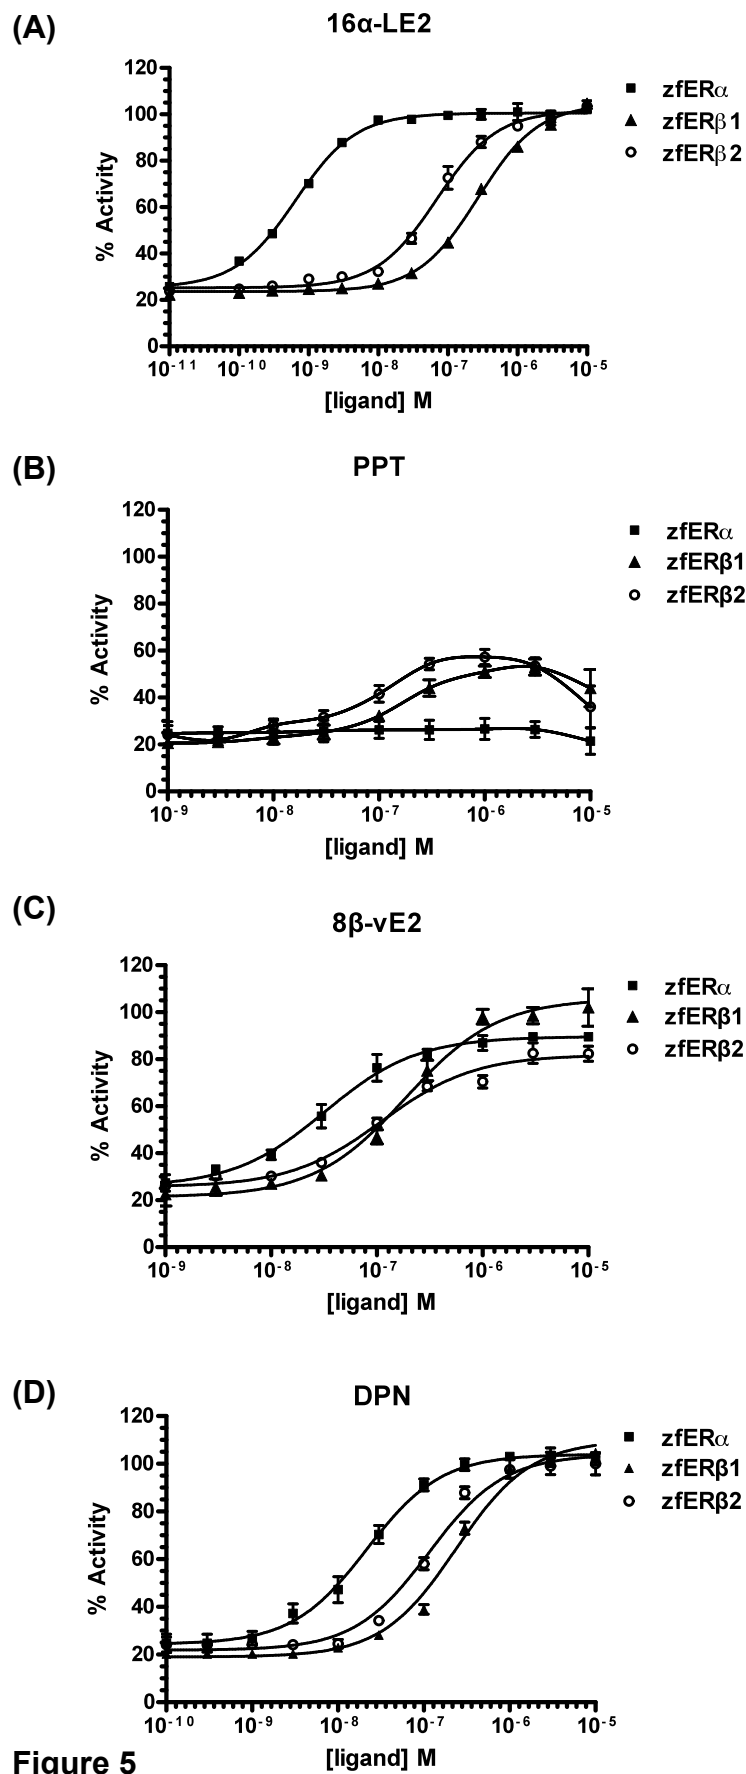 (A)
16α-LE2
120
100
80
60
40
20
0
% Activity
10-11 10-10 10-9 10-8 10-7 10-6 10-5
[ligand] M
zfERα
zfERβ1
zfERβ2
(B)
PPT
120
100
80
60
40
20
0
% Activity
10-9 10-8 10-7 10-6 10-5
[ligand] M
zfERα
zfERβ1
zfERβ2
(C)
8β-vE2
120
100
80
60
40
20
0
% Activity
10-9 10-8 10-7 10-6 10-5
[ligand] M
zfERα
zfERβ1
zfERβ2
(D)
DPN
120
100
80
60
40
20
0
% Activity
10-10 10-9 10-8 10-7 10-6 10-5
[ligand] M
zfERα
zfERβ1
zfERβ2
Figure 5